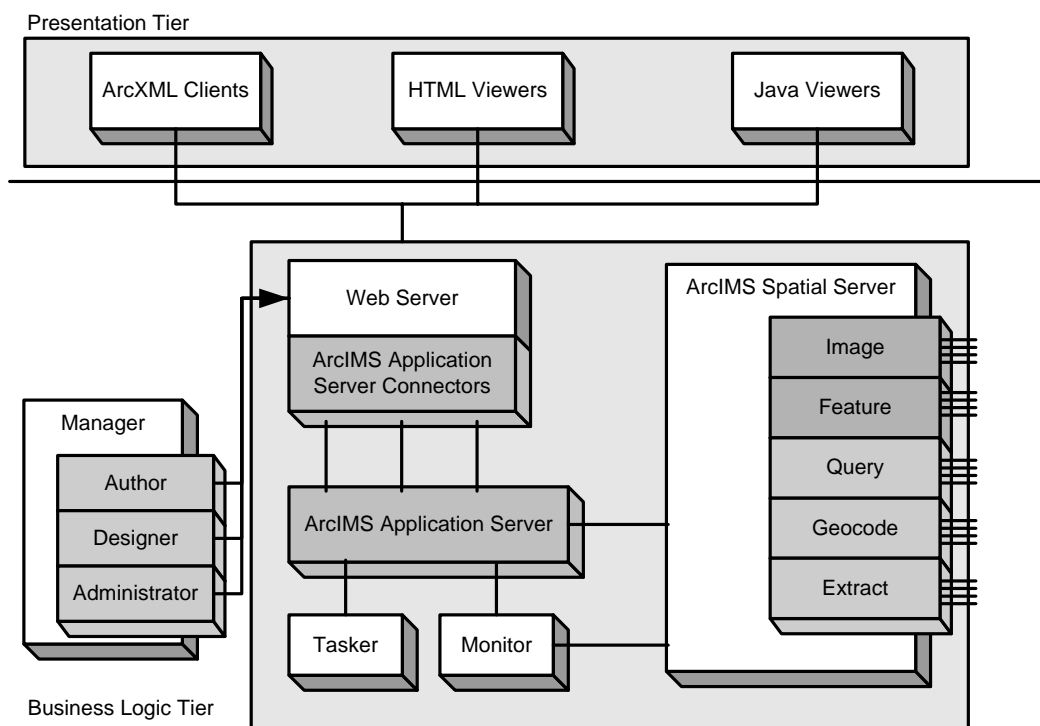 Presentation Tier
ArcXML Clients
HTML Viewers
Java Viewers
Web Server
ArcIMS Application
Server Connectors
ArcIMS Spatial Server
Image
Feature
Query
Geocode
Extract
Manager
Author
Designer
Administrator
ArcIMS Application Server
Tasker
Monitor
Business Logic Tier